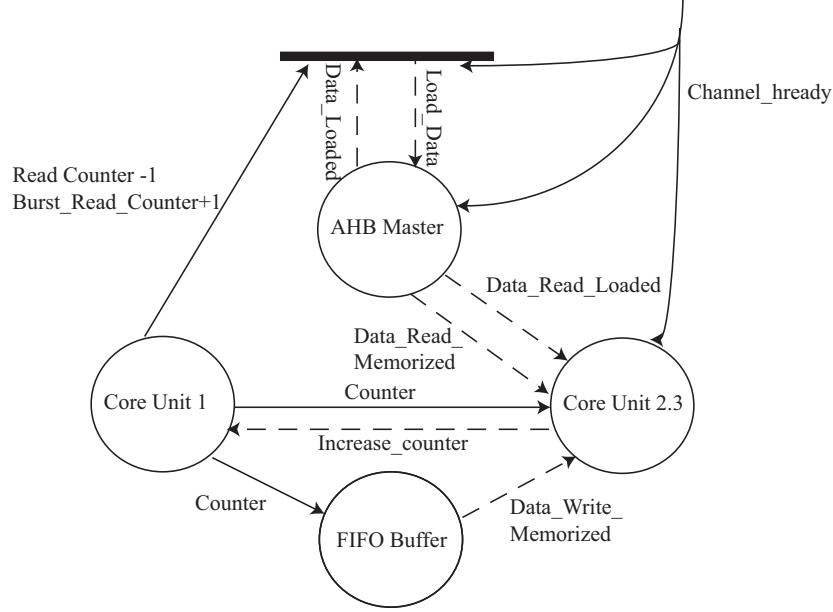 Data_Loaded
Load_Data
Channel_hready
Read Counter -1
Burst_Read_Counter+1
AHB Master
Data_Read_Loaded
Data_Read_
Memorized
Core Unit 1
Counter
Core Unit 2.3
Increase_counter
Counter
Data_Write_
Memorized
FIFO Buffer